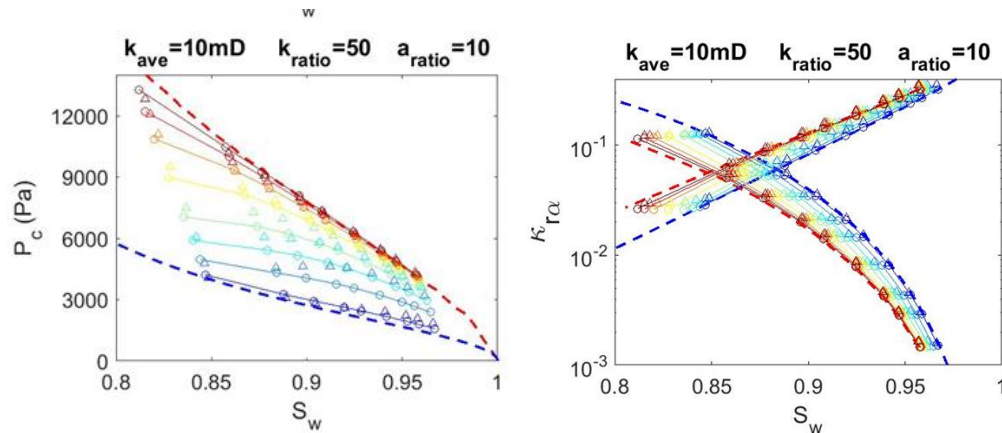 w
k_ave=10mD k_ratio=50 a_ratio=10
P_c (Pa)
12000
9000
6000
3000
0
0.8 0.85 0.9 0.95 1
S_w
k_ave=10mD k_ratio=50 a_ratio=10
κ_rα
10^-1
10^-2
10^-3
0.8 0.85 0.9 0.95 1
S_w